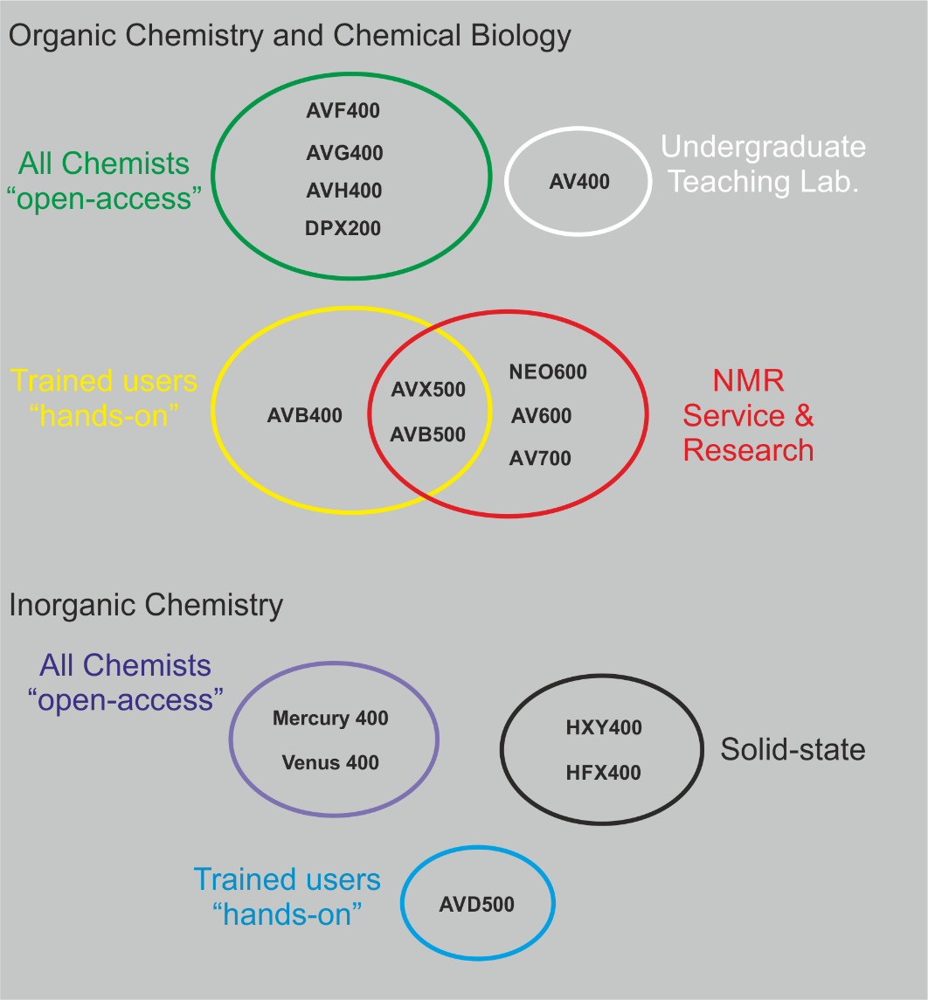 Organic Chemistry and Chemical Biology
All Chemists
“open-access”
AVF400
AVG400
AVH400
DPX200
AV400
Undergraduate
Teaching Lab.
Trained users
“hands-on”
AVB400
AVX500
AVB500
NEO600
AV600
AV700
NMR
Service &
Research
Inorganic Chemistry
All Chemists
“open-access”
Mercury 400
Venus 400
HXY400
HFX400
Solid-state
Trained users
“hands-on”
AVD500